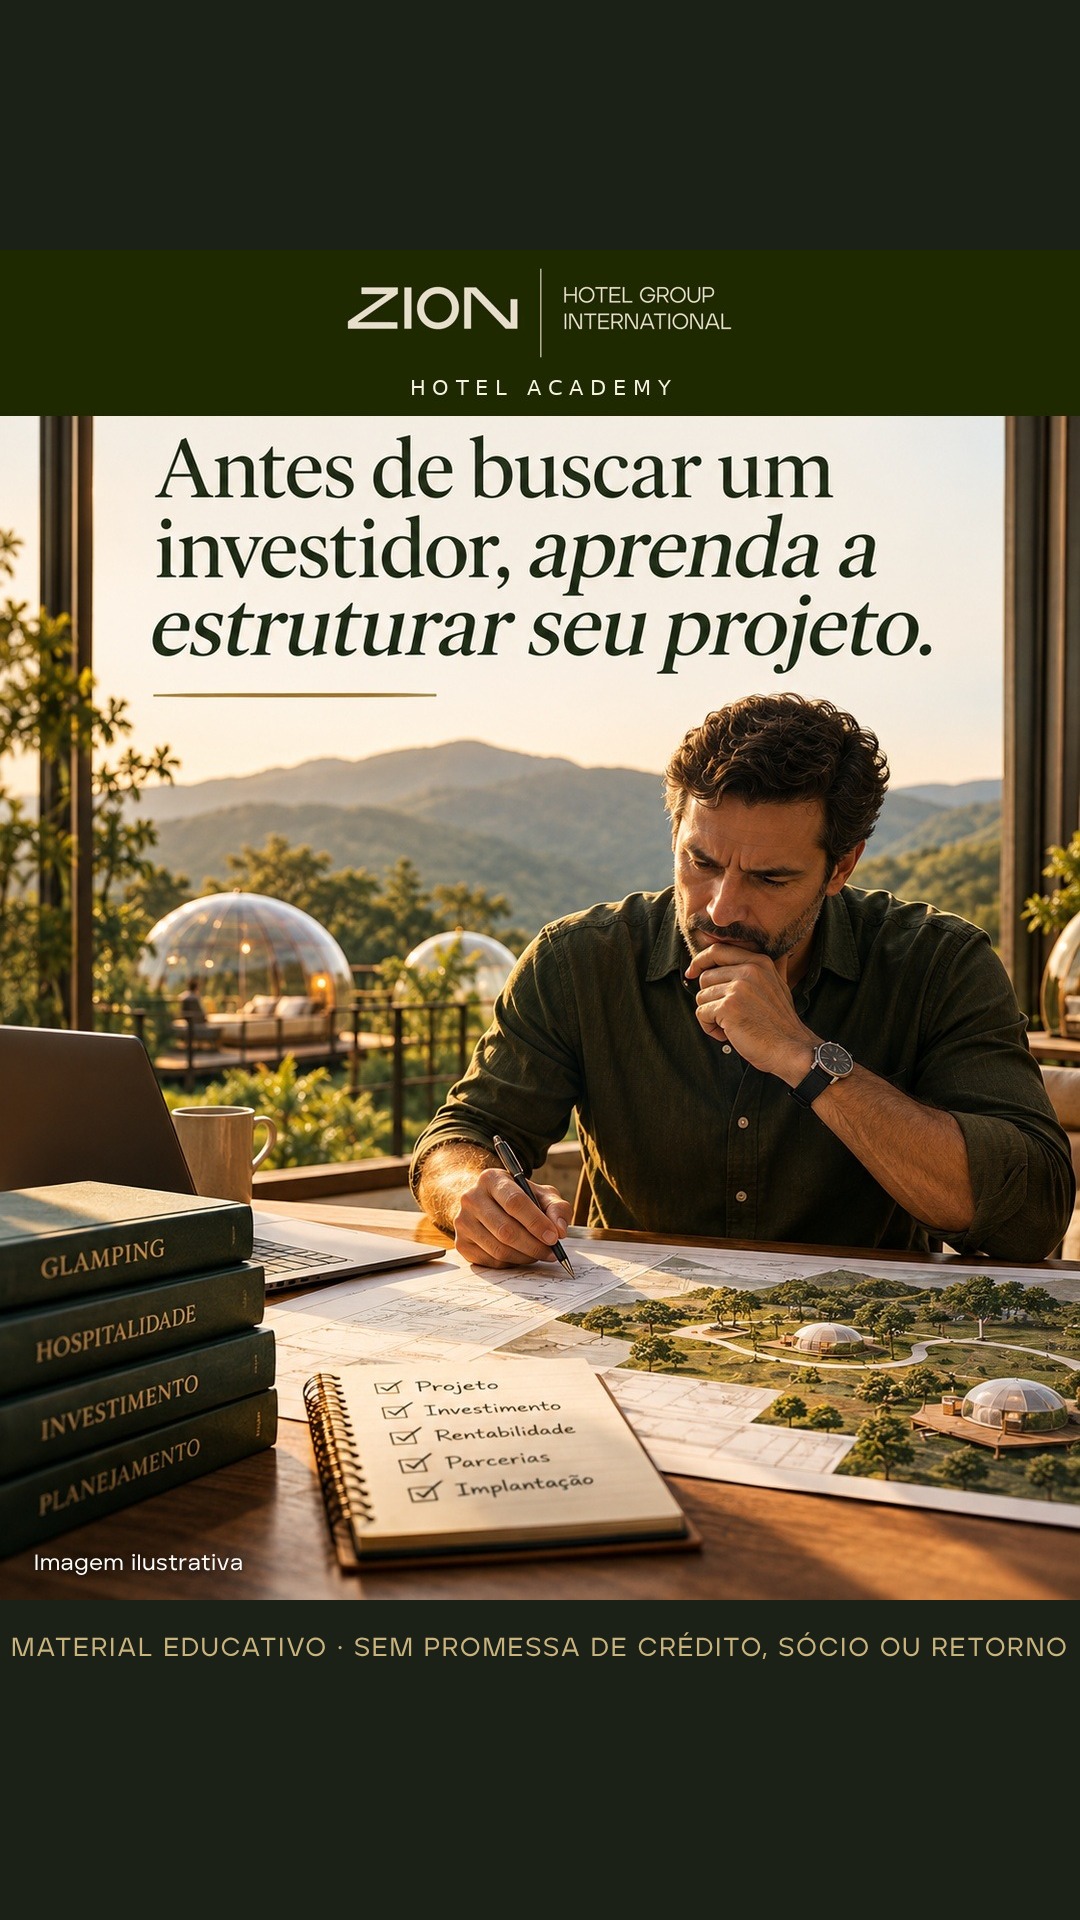 ZION
HOTEL GROUP
INTERNATIONAL
HOTEL ACADEMY
Antes de buscar um
investidor, aprenda a
estruturar seu projeto.
GLAMPING
HOSPITALIDADE
INVESTIMENTO
PLANEJAMENTO
Projeto
Investimento
Rentabilidade
Parcerias
Implantação
Imagem ilustrativa
MATERIAL EDUCATIVO · SEM PROMESSA DE CRÉDITO, SÓCIO OU RETORNO